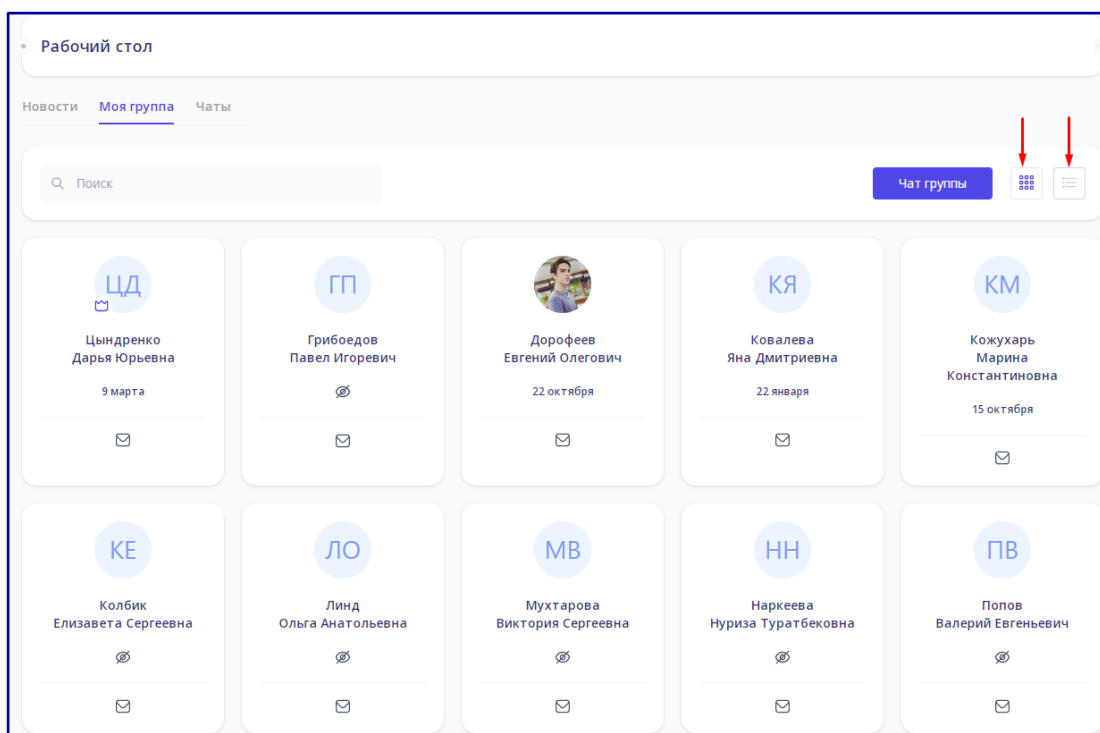 Рабочий стол
Новости Моя группа Чаты
Поиск
Чат группы
ЦД
Цындренко
Дарья Юрьевна
9 марта
ГП
Грибоедов
Павел Игоревич
Дорофеев
Евгений Олегович
22 октября
КЯ
Ковалева
Яна Дмитриевна
22 января
КМ
Кожухарь
Марина
Константиновна
15 октября
КЕ
Колбик
Елизавета Сергеевна
ЛО
Линд
Ольга Анатольевна
МВ
Мухтарова
Виктория Сергеевна
НН
Наркеева
Нуриза Туратбековна
ПВ
Попов
Валерий Евгеньевич